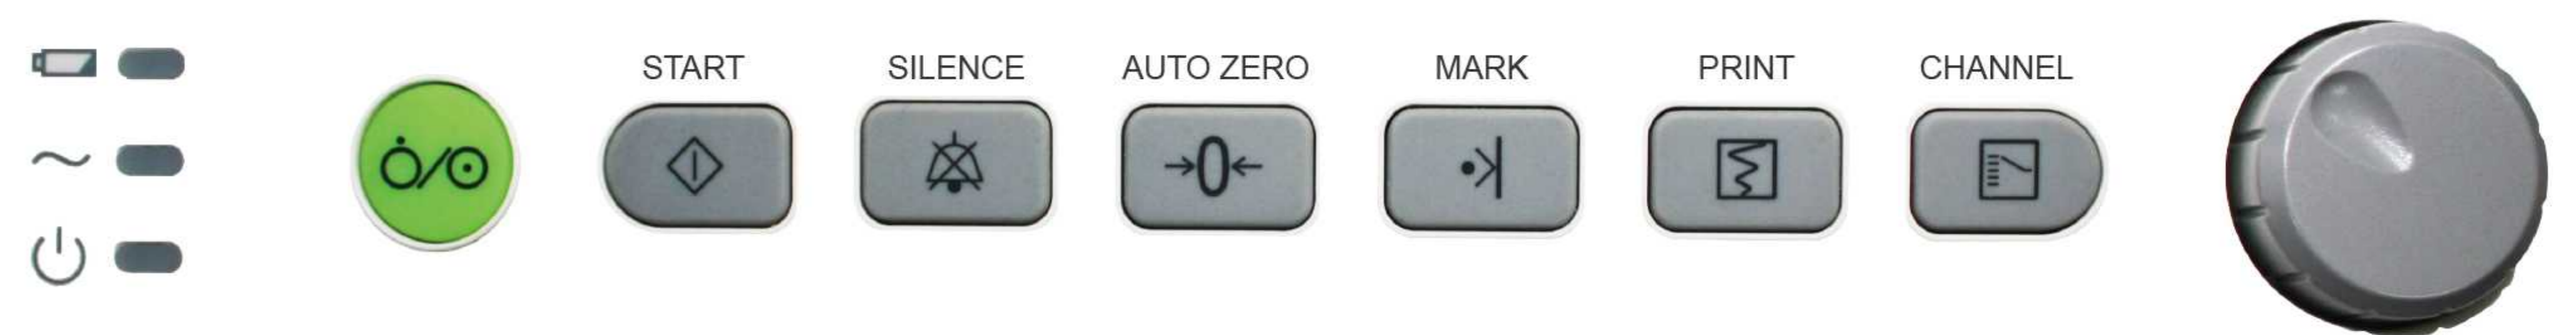 START
SILENCE
AUTO ZERO
MARK
PRINT
CHANNEL